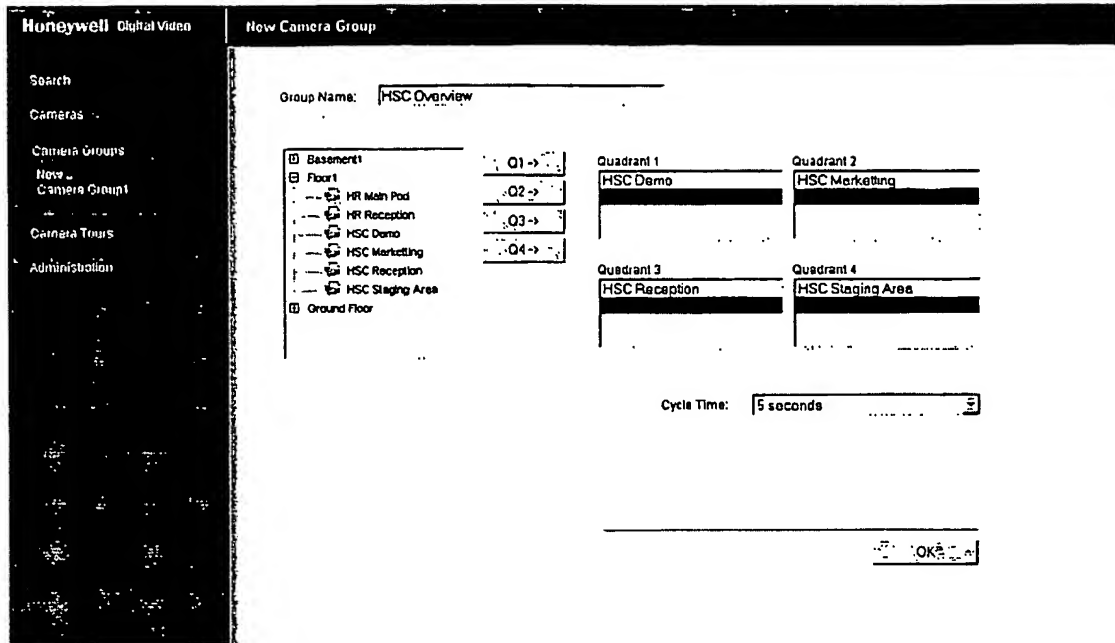 Honeywell Digital Video
New Camera Group
Search
Cameras
Camera Groups
New
Camera Group1
Camera Tours
Administration
Group Name: HSC Overview
Basement1
Floor1
HR Main Pod
HR Reception
HSC Demo
HSC Marketting
HSC Reception
HSC Staging Area
Ground Floor
Q1->
Q2->
Q3->
Q4->
Quadrant 1
HSC Demo
Quadrant 2
HSC Marketting
Quadrant 3
HSC Reception
Quadrant 4
HSC Staging Area
Cycle Time: 5 seconds
OK